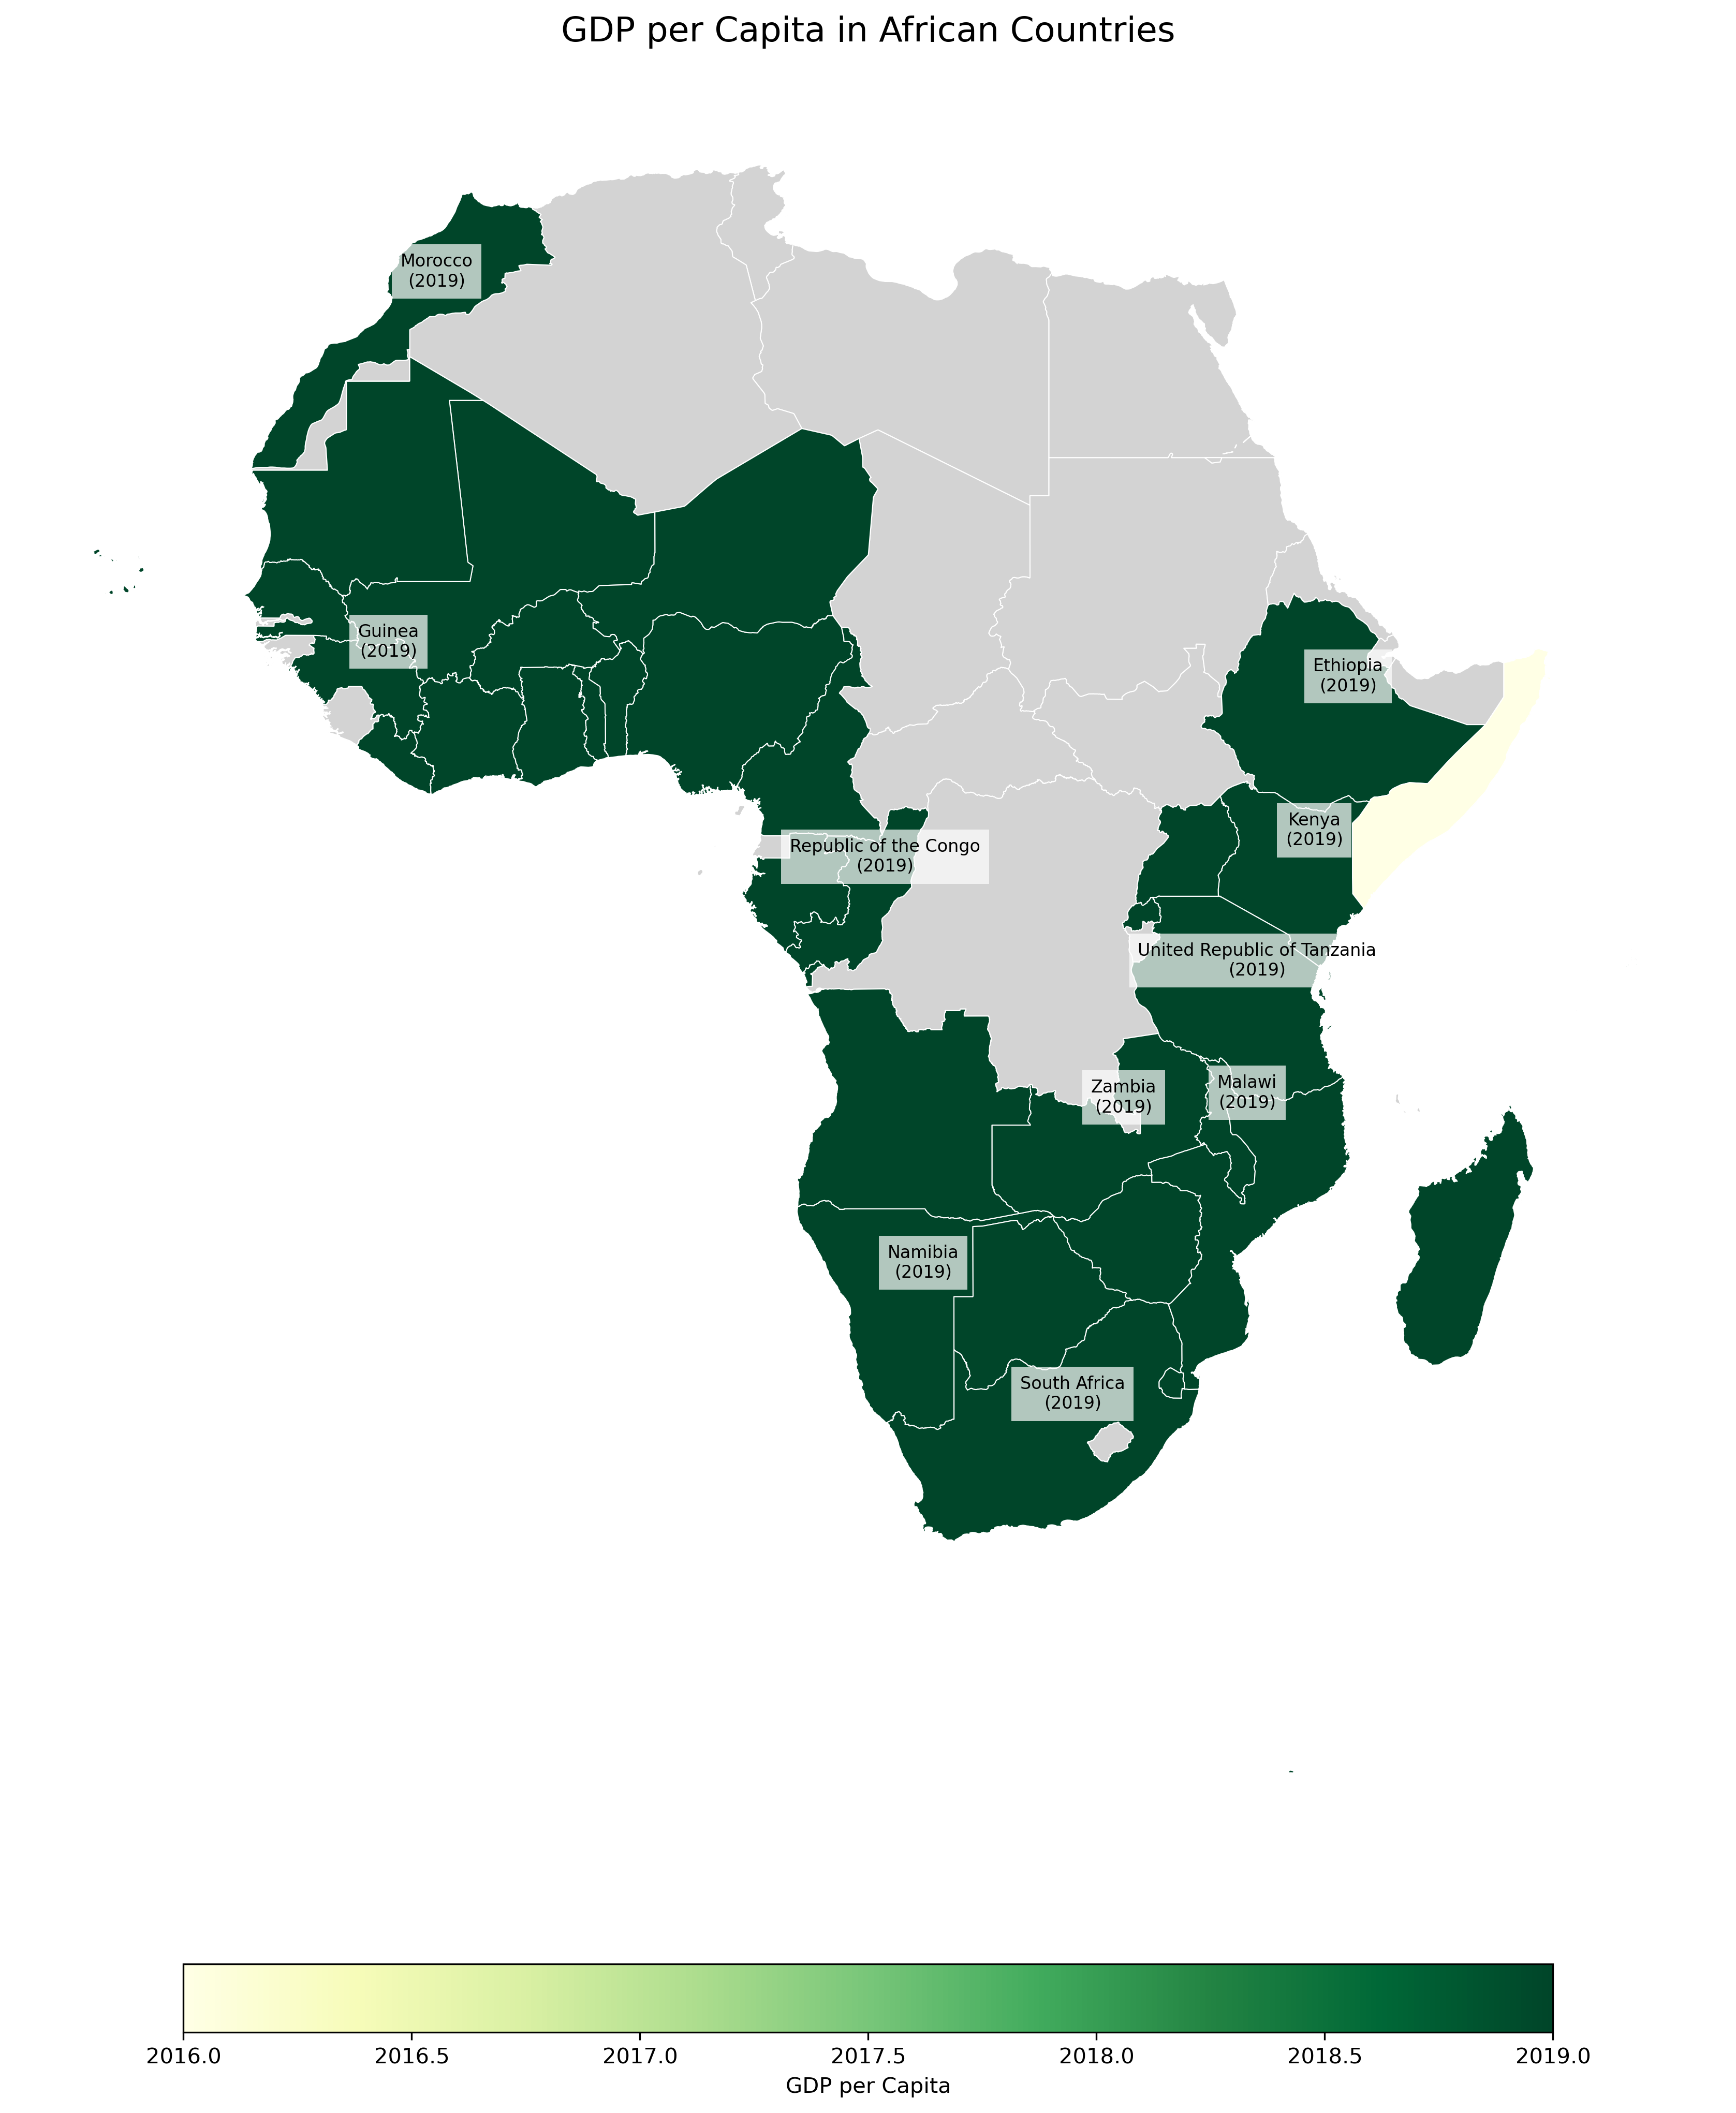 GDP per Capita in African Countries
Morocco
(2019)
Guinea
(2019)
Ethiopia
(2019)
Kenya
(2019)
Republic of the Congo
(2019)
United Republic of Tanzania
(2019)
Zambia
(2019)
Malawi
(2019)
Namibia
(2019)
South Africa
(2019)
2016.0 2016.5 2017.0 2017.5 2018.0 2018.5 2019.0
GDP per Capita